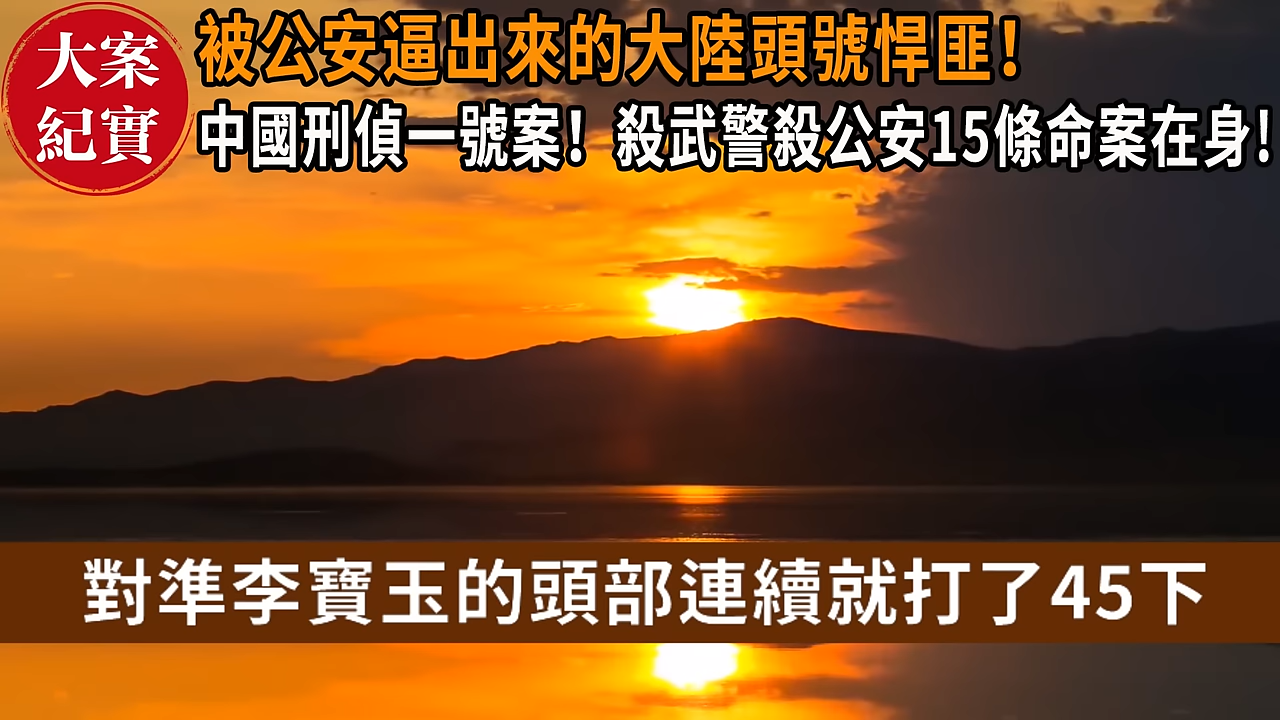 大案
紀實
被公安逼出來的大陸頭號悍匪！
中國刑偵一號案！殺武警殺公安15條命案在身！
對準李寶玉的頭部連續就打了45下